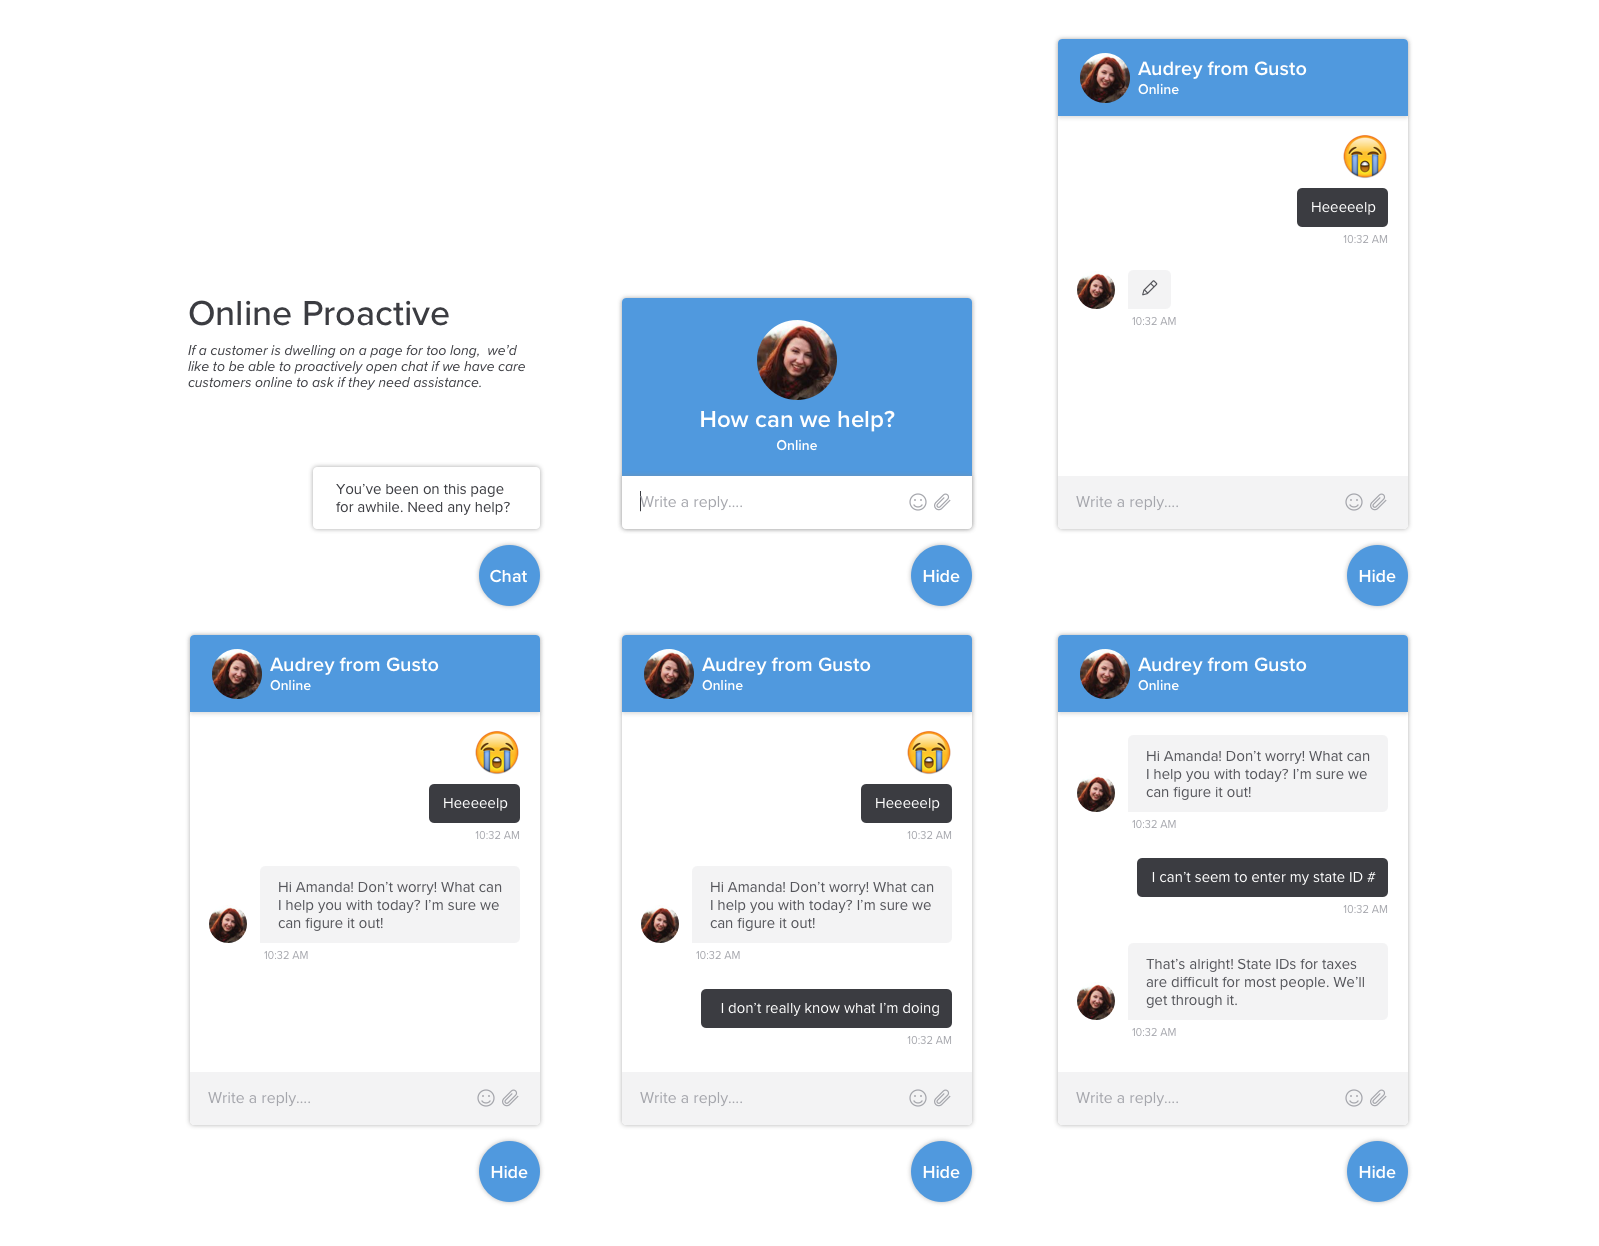 Online Proactive
If a customer is dwelling on a page for too long, we’d
like to be able to proactively open chat if we have care
customers online to ask if they need assistance.
You’ve been on this page
for awhile. Need any help?
Chat
How can we help?
Online
Write a reply....
Hide
Audrey from Gusto
Online
Heeeeelp
10:32 AM
10:32 AM
Write a reply....
Hide
Audrey from Gusto
Online
Heeeeelp
10:32 AM
Hi Amanda! Don’t worry! What can
I help you with today? I’m sure we
can figure it out!
10:32 AM
Write a reply....
Hide
Audrey from Gusto
Online
Heeeeelp
10:32 AM
Hi Amanda! Don’t worry! What can
I help you with today? I’m sure we
can figure it out!
10:32 AM
I don’t really know what I’m doing
10:32 AM
Write a reply....
Hide
Audrey from Gusto
Online
Hi Amanda! Don’t worry! What can
I help you with today? I’m sure we
can figure it out!
10:32 AM
I can’t seem to enter my state ID #
10:32 AM
That’s alright! State IDs for taxes
are difficult for most people. We’ll
get through it.
10:32 AM
Write a reply....
Hide